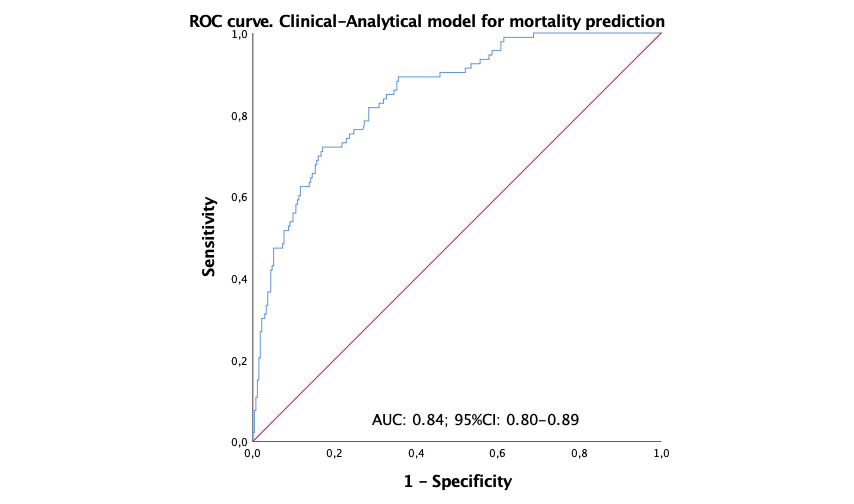 ROC curve. Clinical-Analytical model for mortality prediction
1,0
0,8
0,6
0,4
0,2
0,0
Sensitivity
AUC: 0.84; 95%CI: 0.80-0.89
0,0 0,2 0,4 0,6 0,8 1,0
1 - Specificity